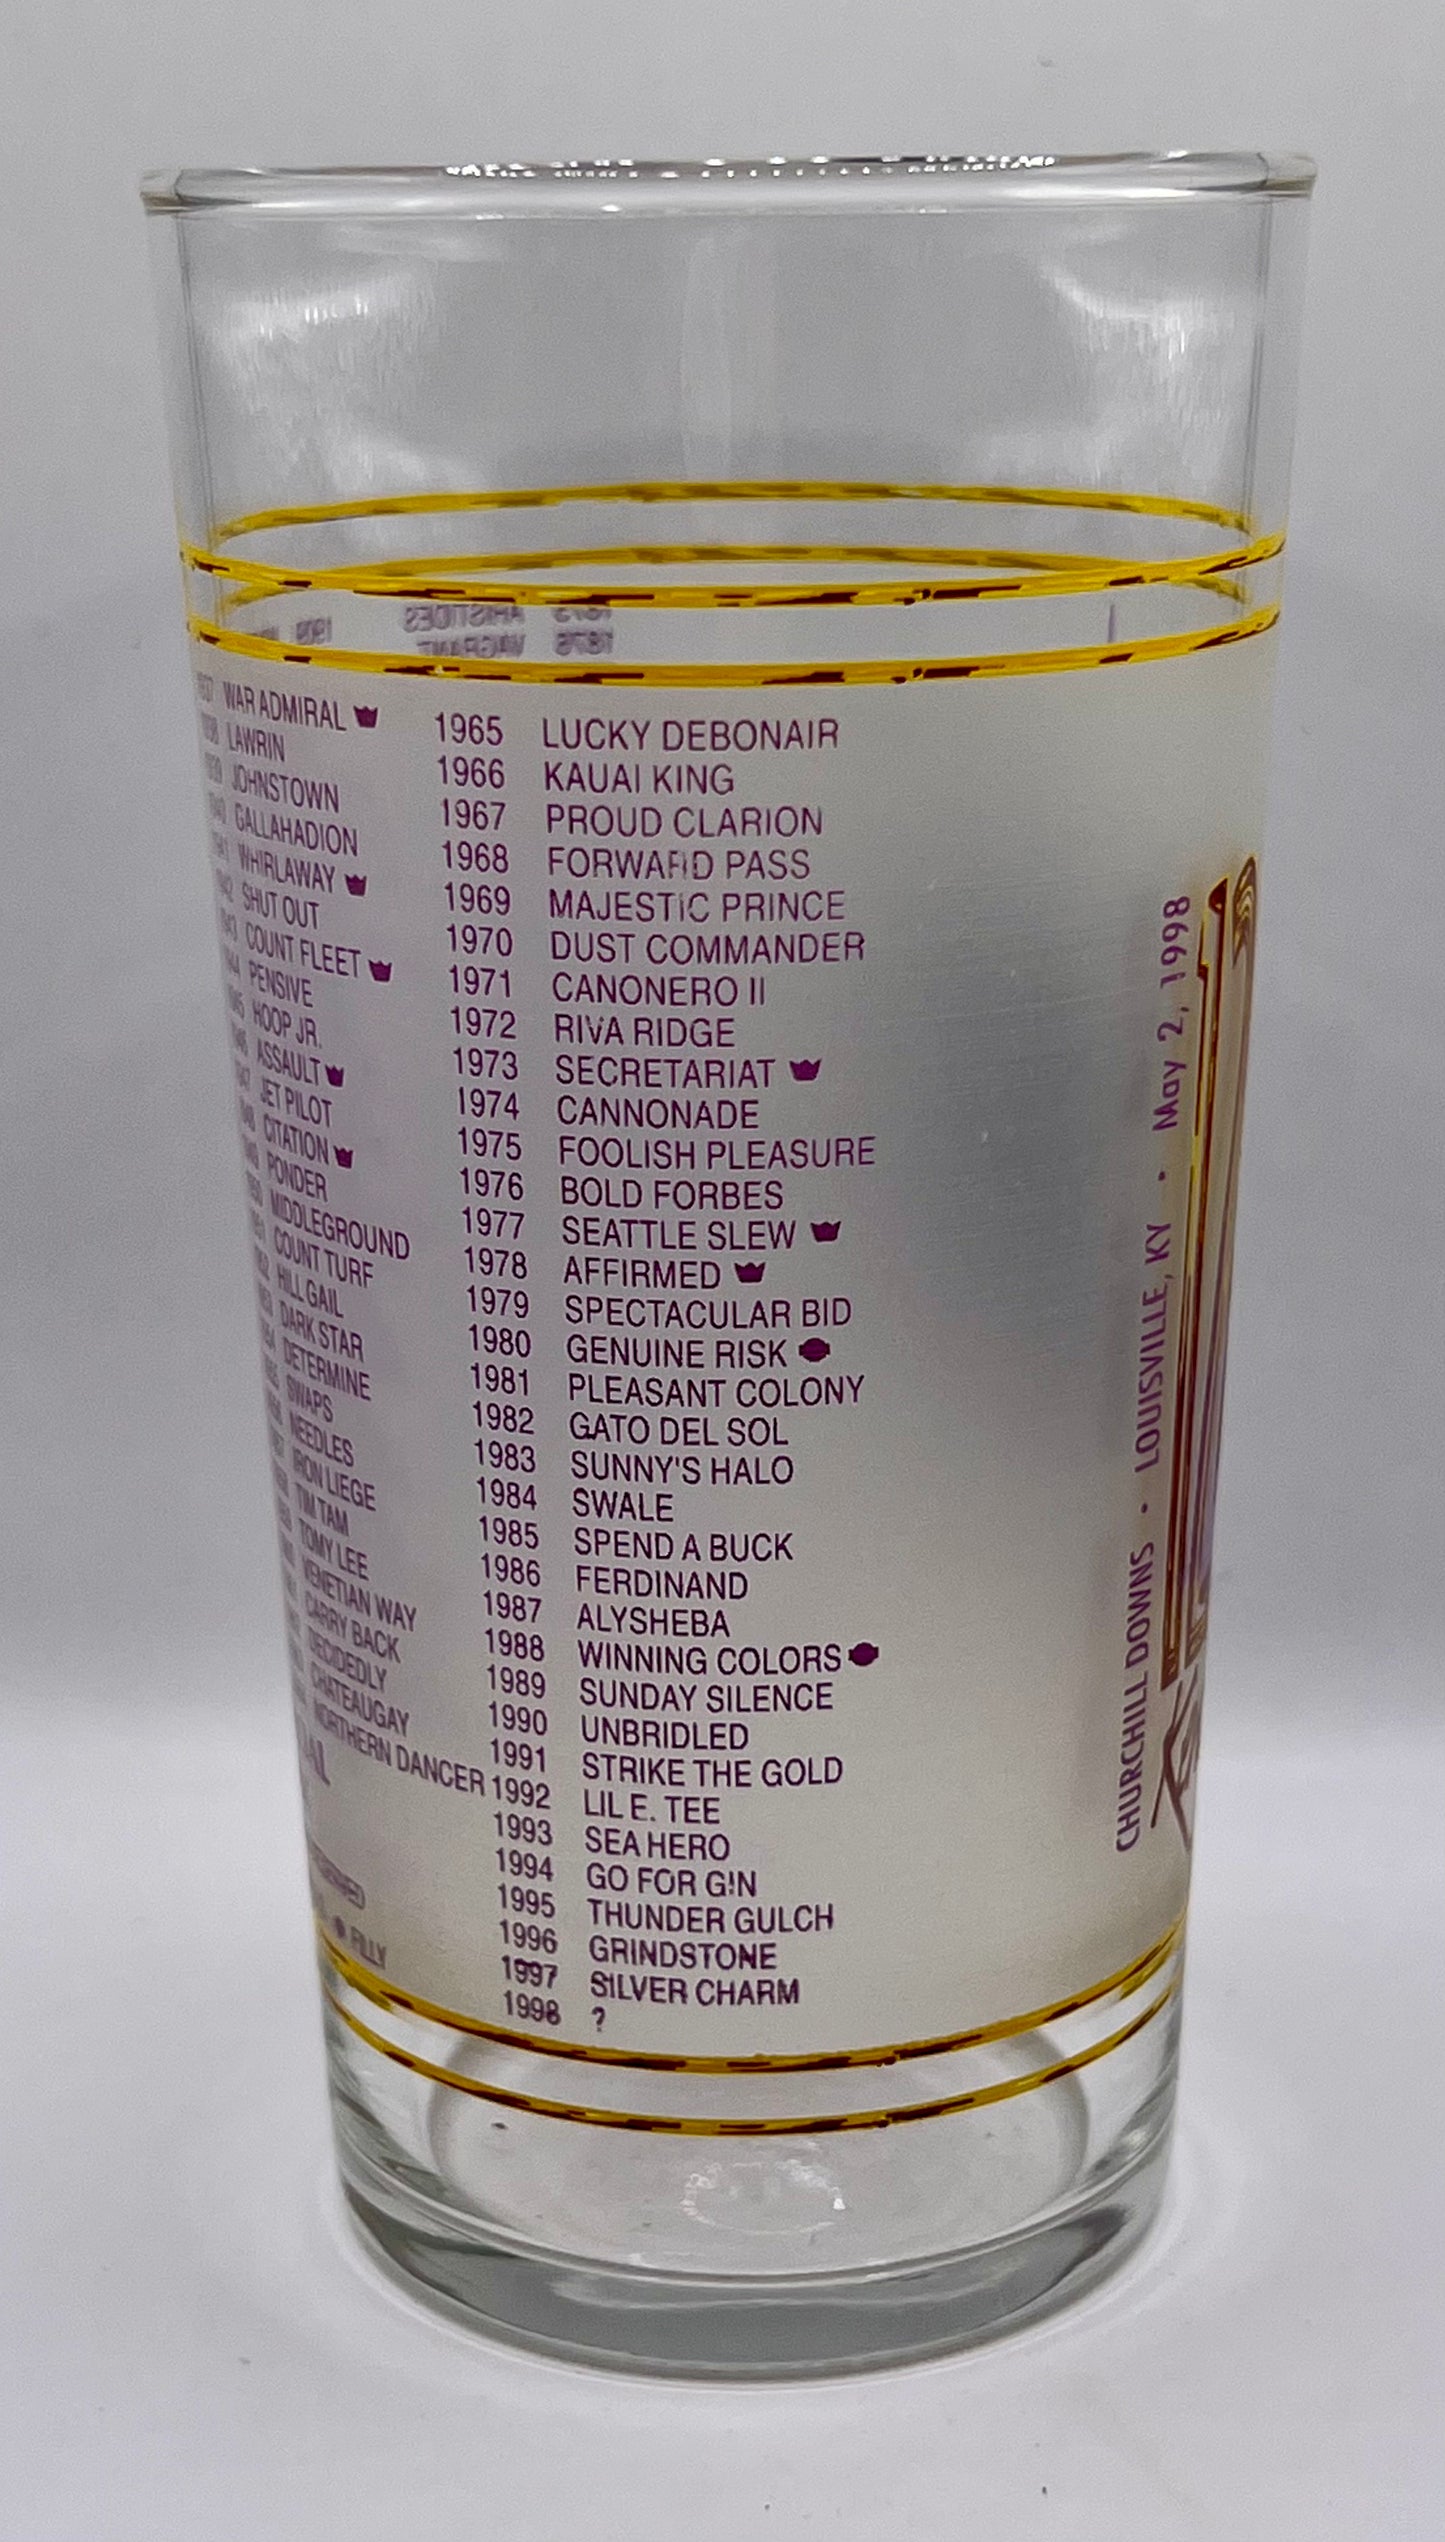 ARISTIDES 1875
VAGRANT 1876
WAR ADMIRAL
LAWRIN
JOHNSTOWN
GALLAHADION
WHIRLAWAY
SHUT OUT
COUNT FLEET
PENSIVE
HOOP JR.
ASSAULT
JET PILOT
CITATION
PONDER
MIDDLEGROUND
COUNT TURF
HILL GAIL
DARK STAR
DETERMINE
SWAPS
NEEDLES
IRON LIEGE
TIM TAM
TOMY LEE
VENETIAN WAY
CARRY BACK
DECIDEDLY
CHATEAUGAY
NORTHERN DANCER
FILLY
1965 LUCKY DEBONAIR
1966 KAUAI KING
1967 PROUD CLARION
1968 FORWARD PASS
1969 MAJESTIC PRINCE
1970 DUST COMMANDER
1971 CANONERO II
1972 RIVA RIDGE
1973 SECRETARIAT
1974 CANNONADE
1975 FOOLISH PLEASURE
1976 BOLD FORBES
1977 SEATTLE SLEW
1978 AFFIRMED
1979 SPECTACULAR BID
1980 GENUINE RISK
1981 PLEASANT COLONY
1982 GATO DEL SOL
1983 SUNNY'S HALO
1984 SWALE
1985 SPEND A BUCK
1986 FERDINAND
1987 ALYSHEBA
1988 WINNING COLORS
1989 SUNDAY SILENCE
1990 UNBRIDLED
1991 STRIKE THE GOLD
1992 LIL E. TEE
1993 SEA HERO
1994 GO FOR GIN
1995 THUNDER GULCH
1996 GRINDSTONE
1997 SILVER CHARM
1998 ?
CHURCHILL DOWNS • LOUISVILLE, KY • May 2, 1998